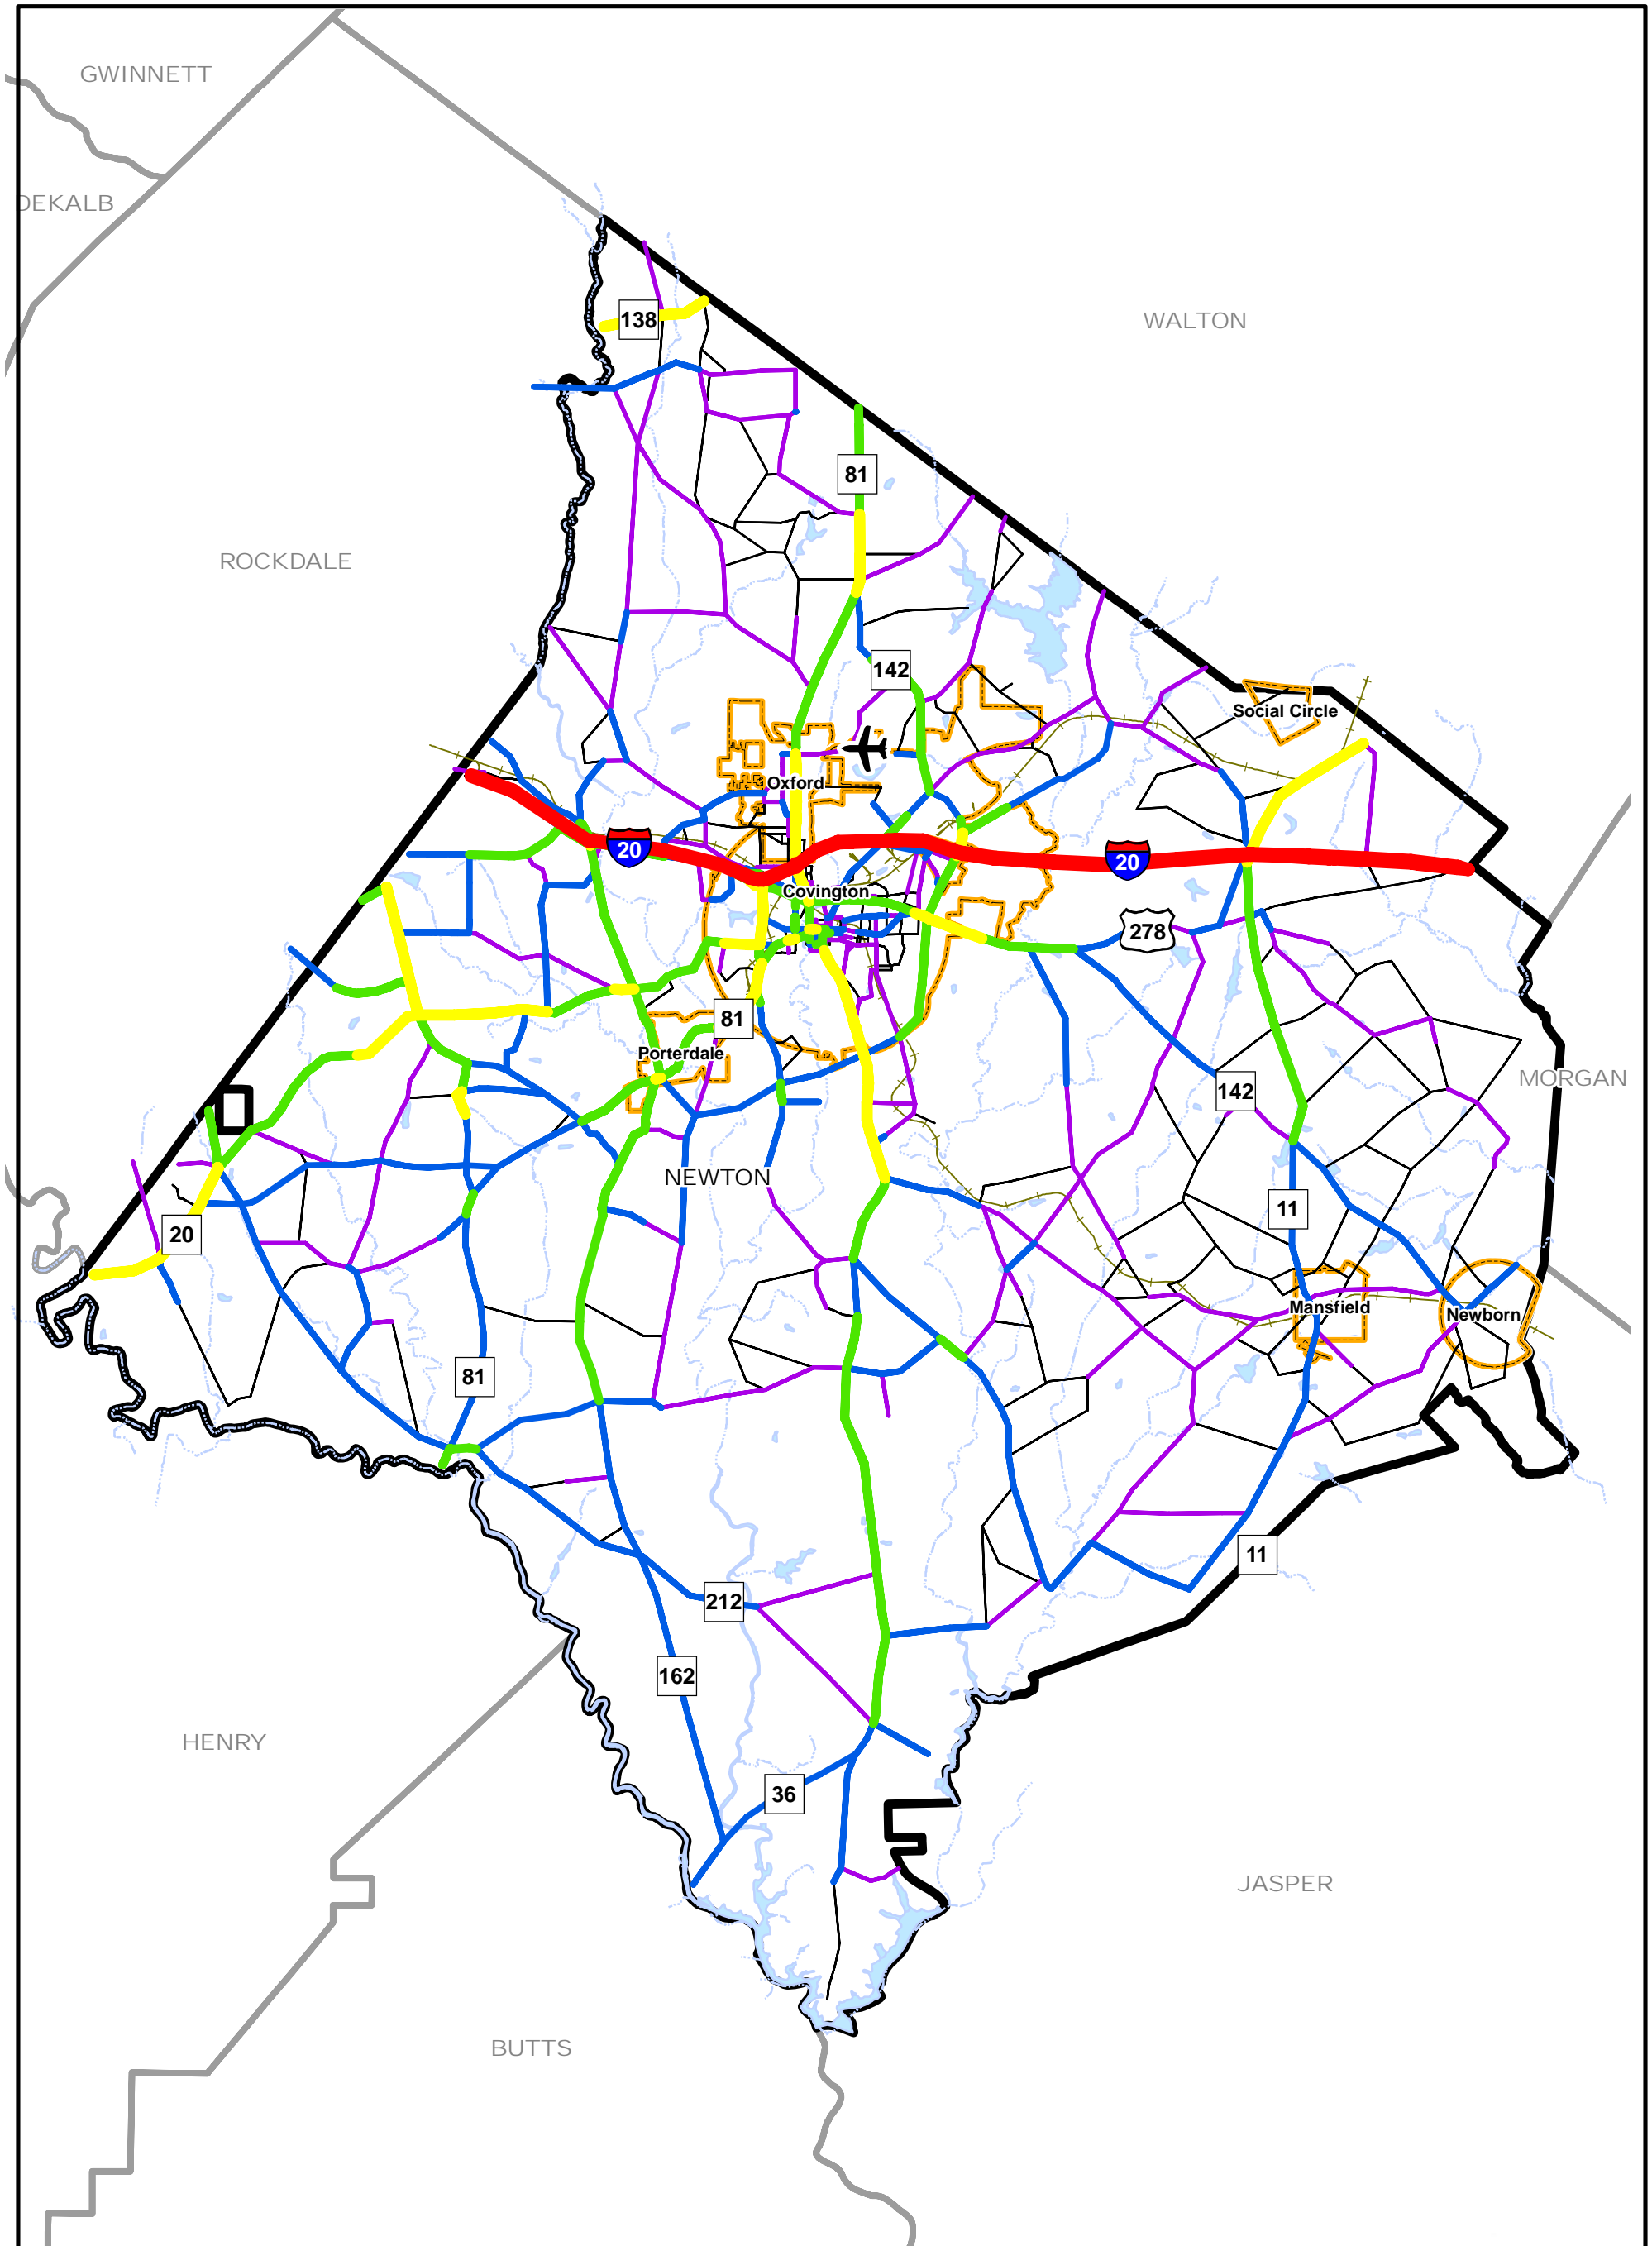 GWINNETT
DEKALB
WALTON
138
81
ROCKDALE
142
Social Circle
Oxford
20
20
Covington
278
81
Porterdale
MORGAN
142
NEWTON
11
20
Mansfield
Newborn
81
11
212
162
HENRY
36
JASPER
BUTTS